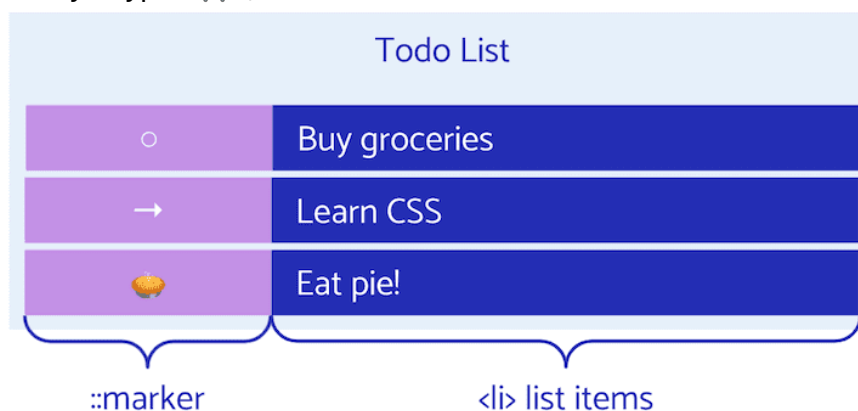 Todo List
○ Buy groceries
→ Learn CSS
🥧 Eat pie!
::marker
<li> list items